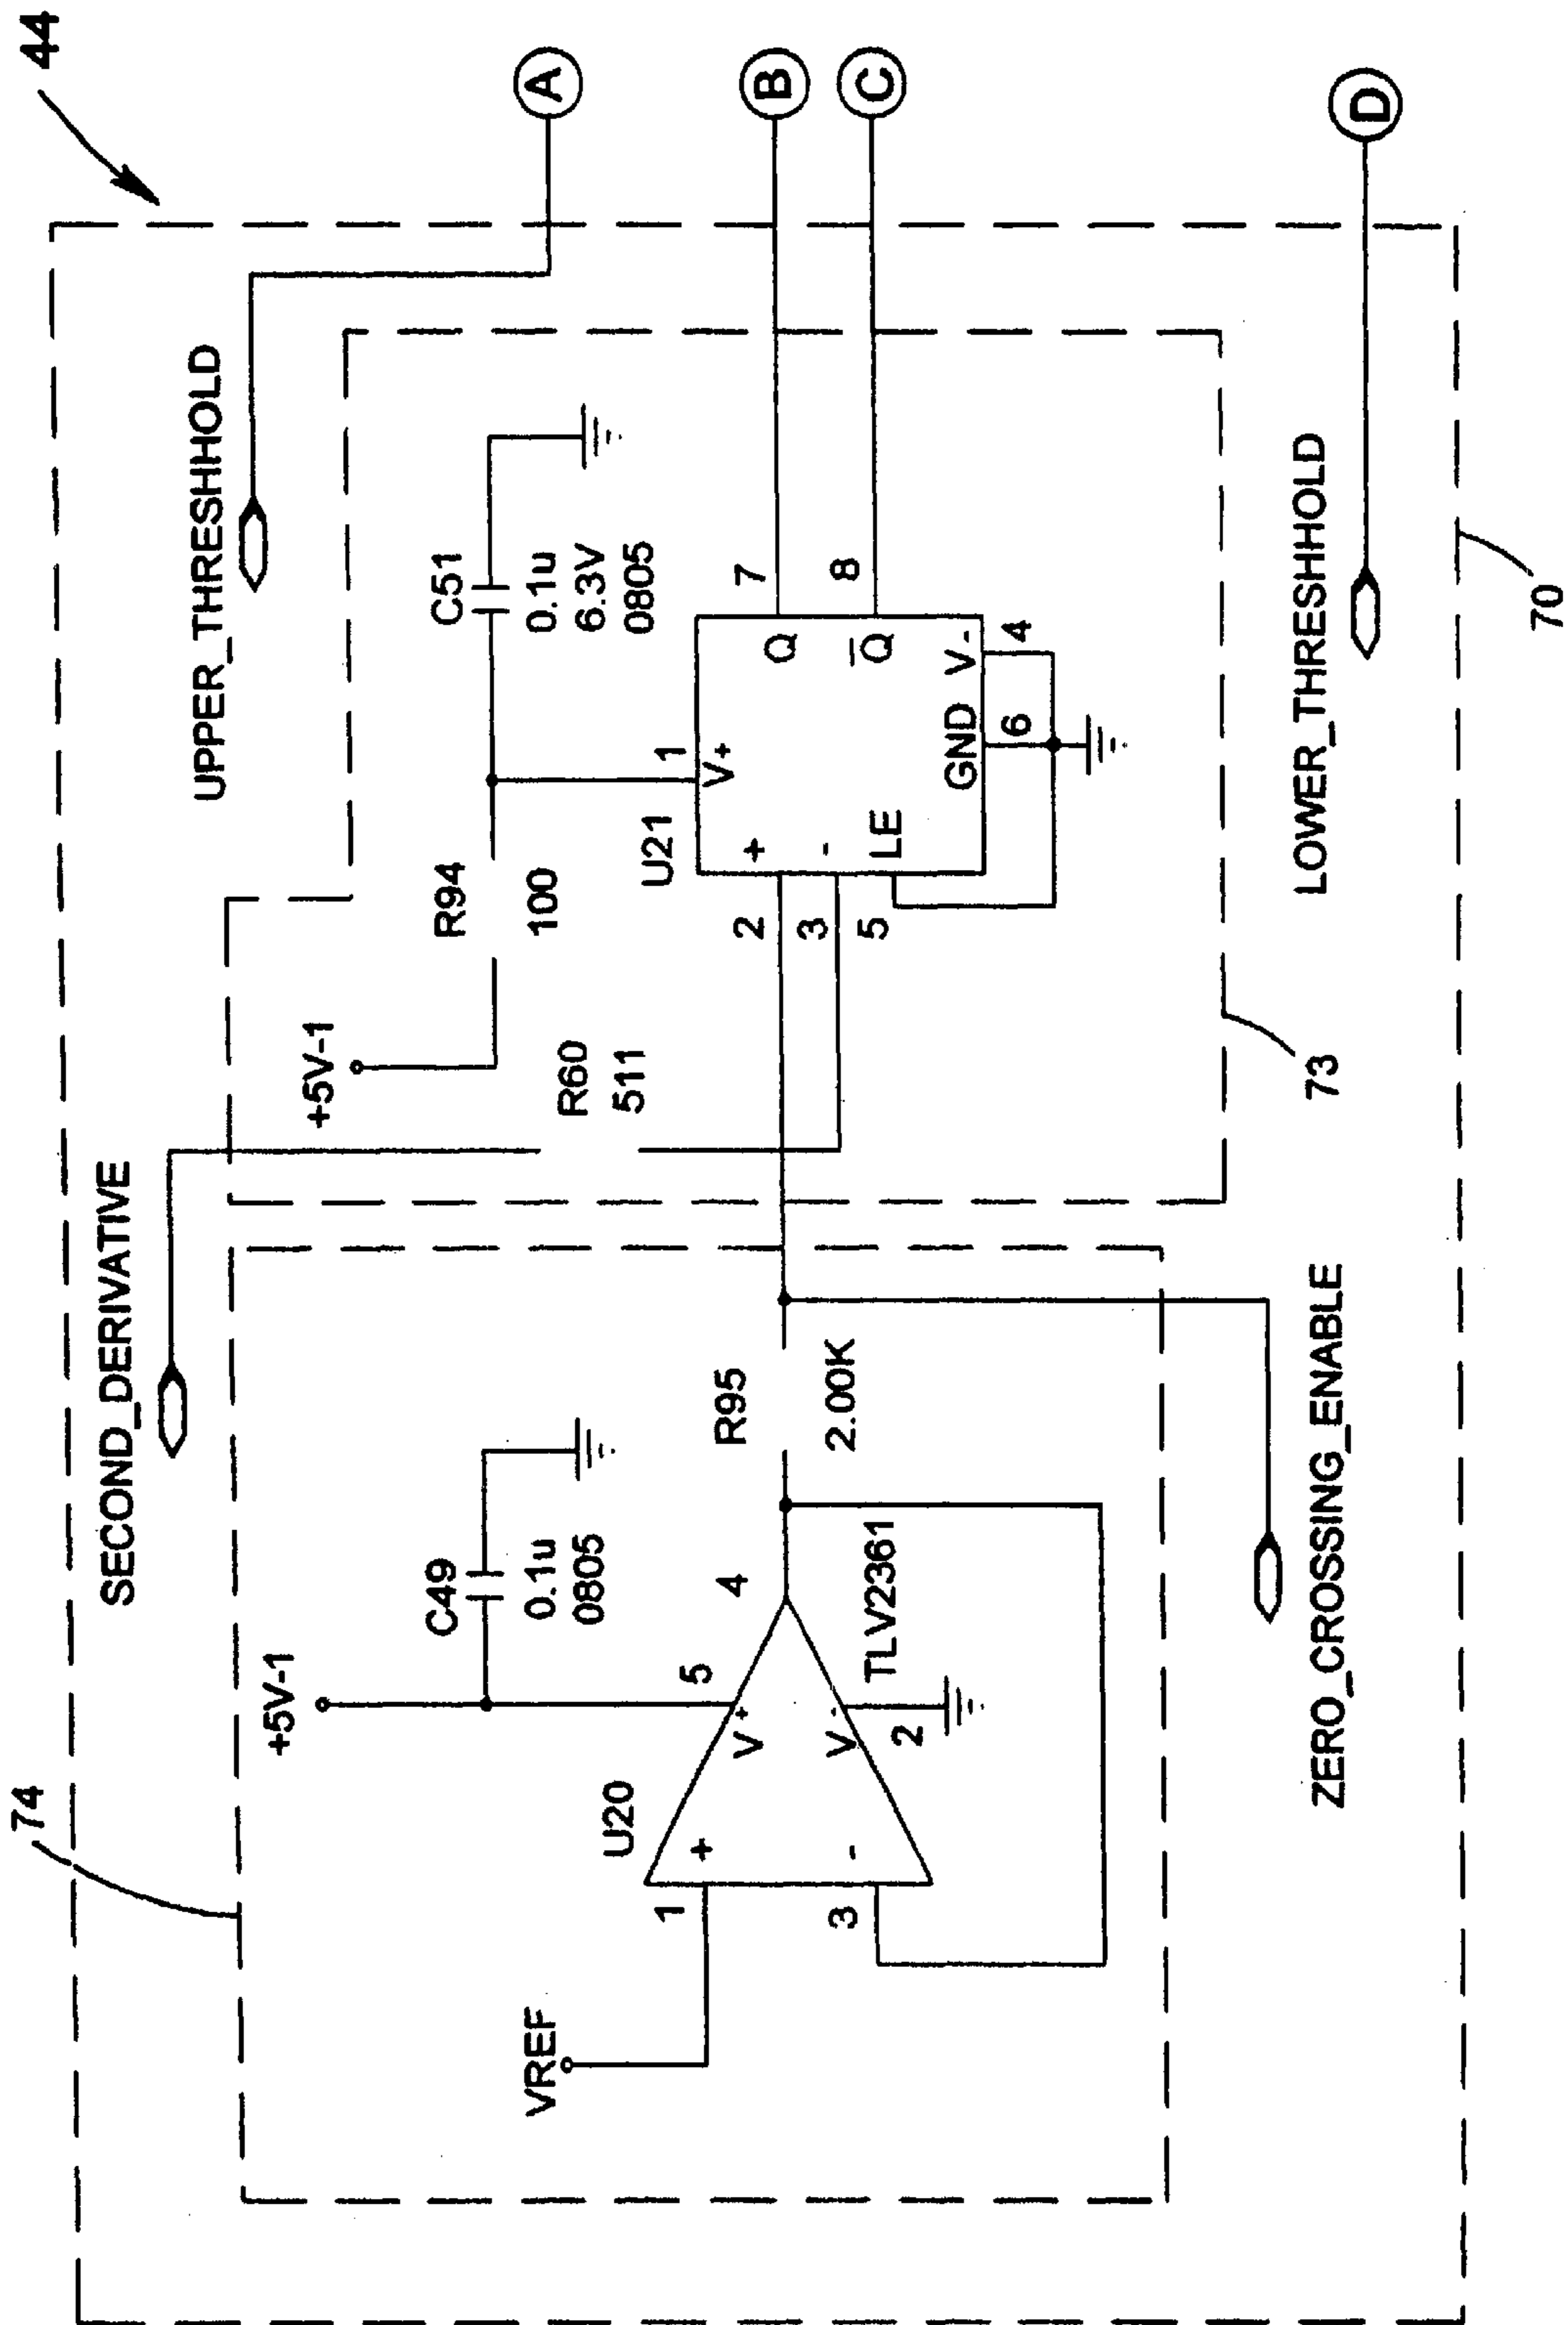 44
74
SECOND_DERIVATIVE
UPPER_THRESHHOLD
A
+5V-1
C49
0.1u
0805
+5V-1
R94
100
C51
0.1u
6.3V
0805
VREF
U20
1
+
3
-
V+
5
V-
2
4
TLV2361
R95
2.00K
R60
511
U21
1
V+
2
+
3
-
5
LE
Q
7
B
Q̅
8
C
GND
6
V-
4
ZERO_CROSSING_ENABLE
73
LOWER_THRESHHOLD
D
70